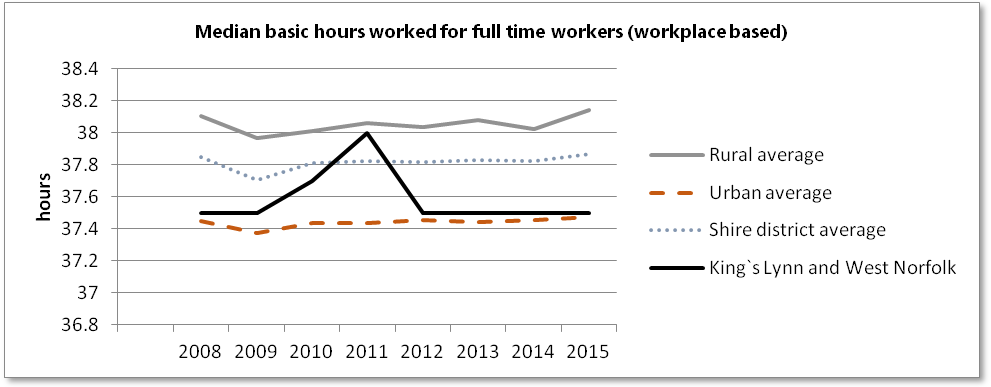 Median basic hours worked for full time workers (workplace based)
38.4
38.2
38
37.8
37.6
37.4
37.2
37
36.8
hours
2008 2009 2010 2011 2012 2013 2014 2015
Rural average
Urban average
Shire district average
King`s Lynn and West Norfolk